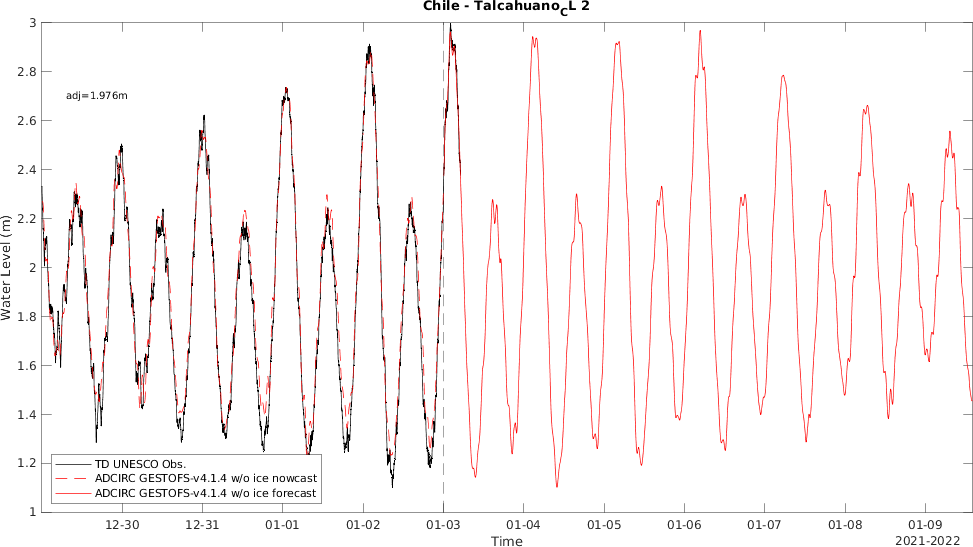 Chile - Talcahuano_CL 2
3
2.8
adj=1.976m
2.6
2.4
2.2
Water Level (m)
2
1.8
1.6
1.4
1.2
1
TD UNESCO Obs.
ADCIRC GESTOFS-v4.1.4 w/o ice nowcast
ADCIRC GESTOFS-v4.1.4 w/o ice forecast
12-30 12-31 01-01 01-02 01-03 01-04 01-05 01-06 01-07 01-08 01-09
Time
2021-2022